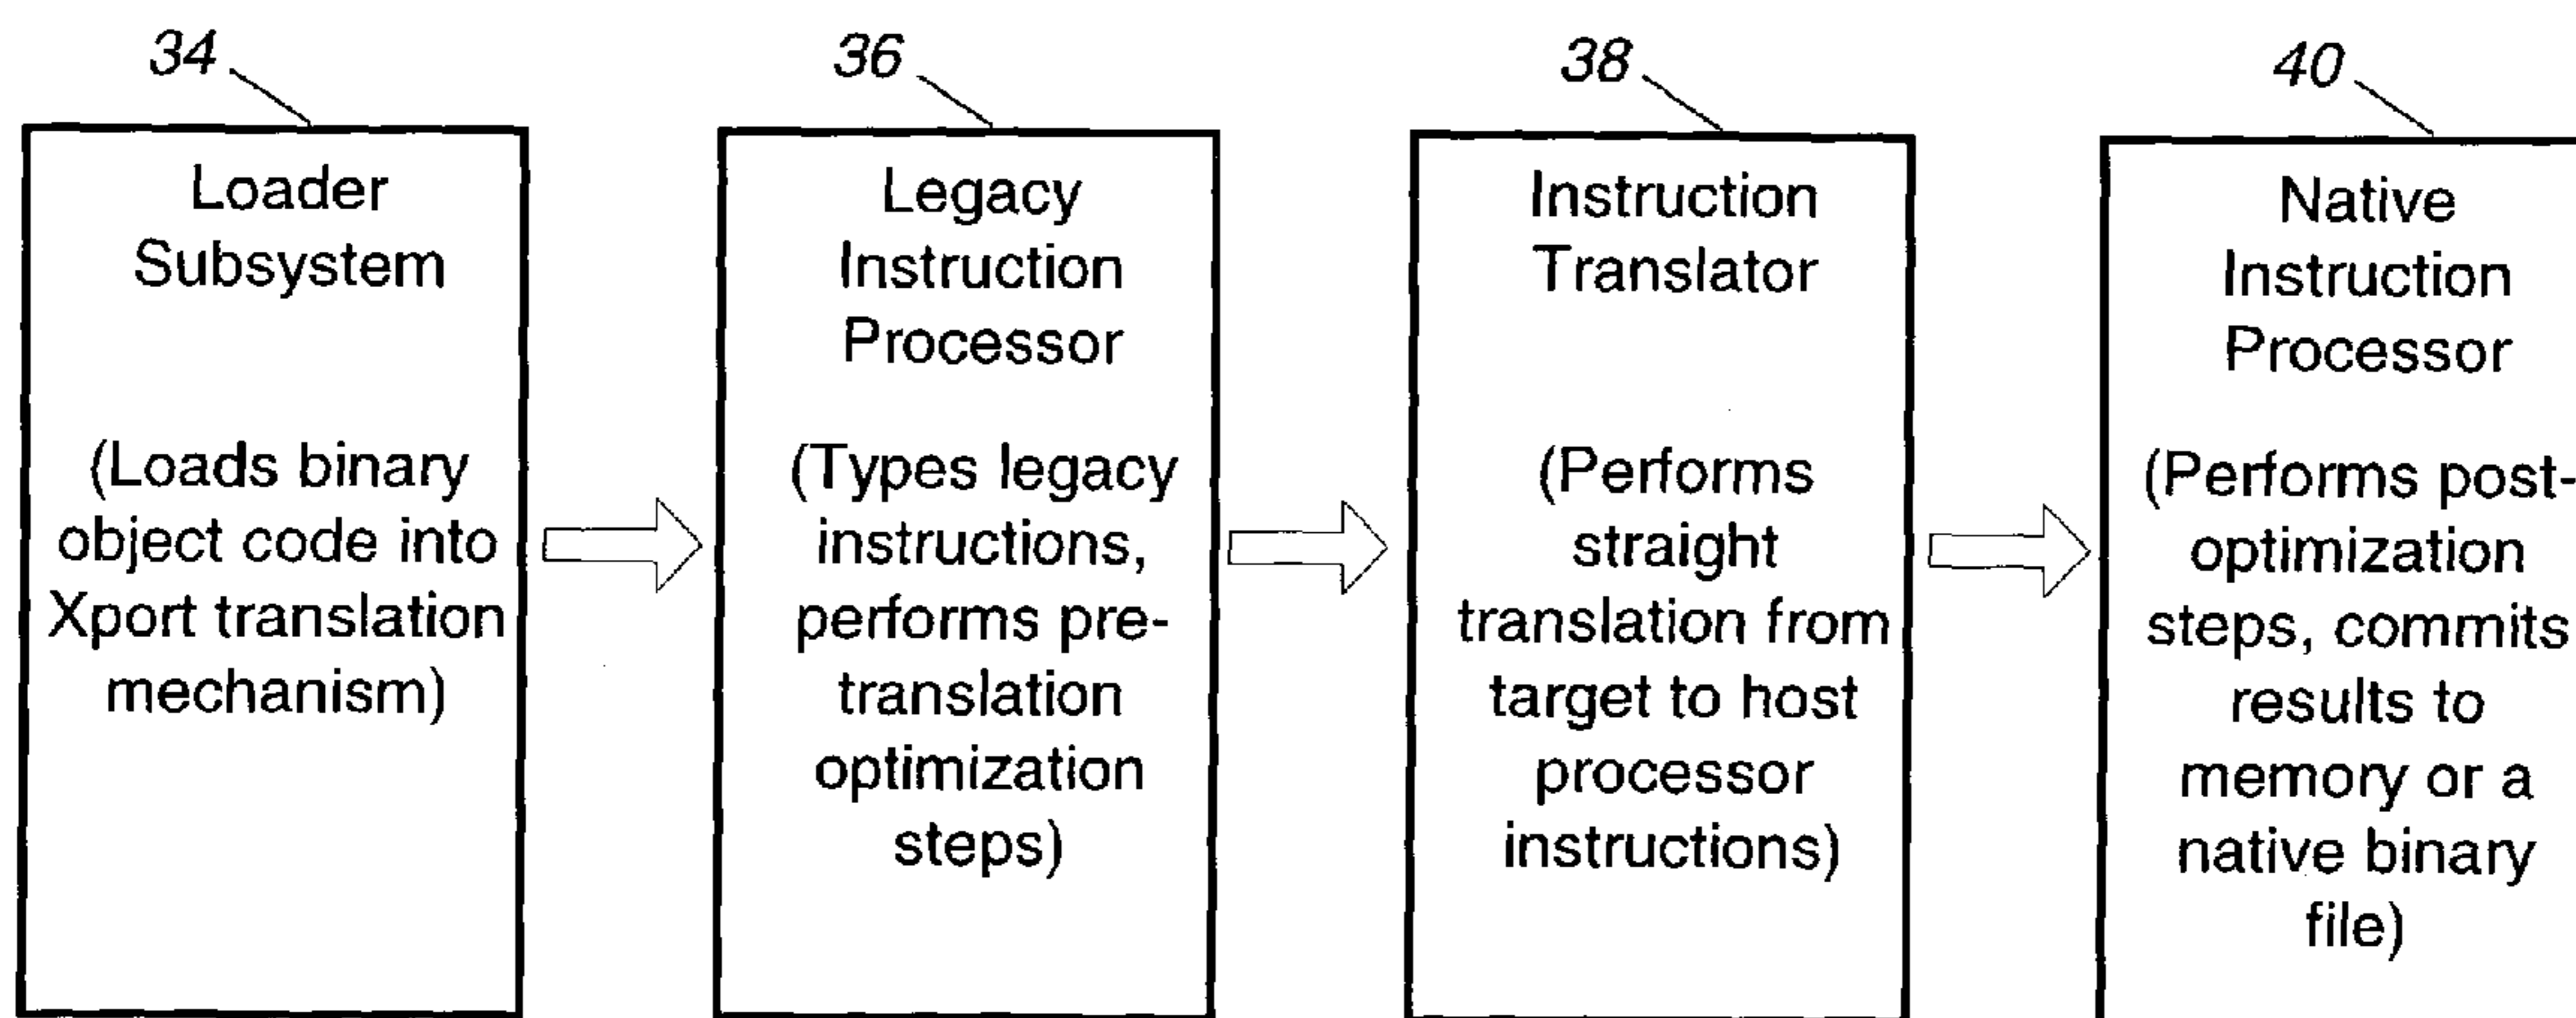 34
Loader
Subsystem
(Loads binary
object code into
Xport translation
mechanism)
36
Legacy
Instruction
Processor
(Types legacy
instructions,
performs pre-
translation
optimization
steps)
38
Instruction
Translator
(Performs
straight
translation from
target to host
processor
instructions)
40
Native
Instruction
Processor
(Performs post-
optimization
steps, commits
results to
memory or a
native binary
file)